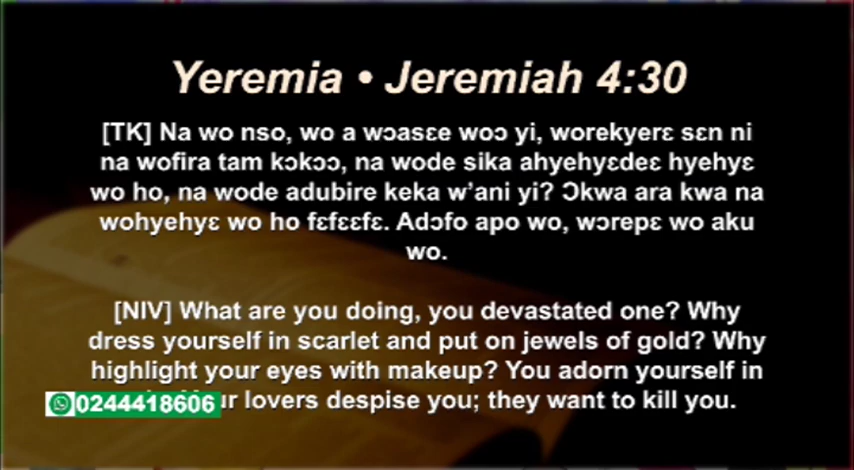 Yeremia • Jeremiah 4:30
[TK] Na wo nso, wo a wɔasɛe woɔ yi, worekyerɛ sɛn ni
na wofira tam kɔkɔɔ, na wode sika ahyehyɛdeɛ hyehyɛ
wo ho, na wode adubire keka w’ani yi? Ɔkwa ara kwa na
wohyehyɛ wo ho fɛfɛɛfɛ. Adɔfo apo wo, wɔrepɛ wo aku
wo.
[NIV] What are you doing, you devastated one? Why
dress yourself in scarlet and put on jewels of gold? Why
highlight your eyes with makeup? You adorn yourself in
0244418606 lovers despise you; they want to kill you.